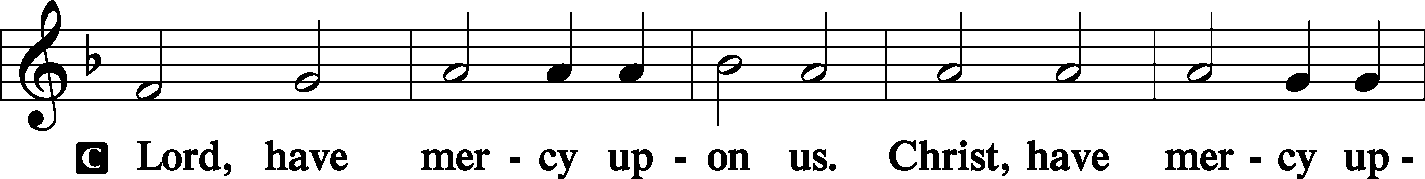 C Lord, have mer - cy up - on us. Christ, have mer - cy up -